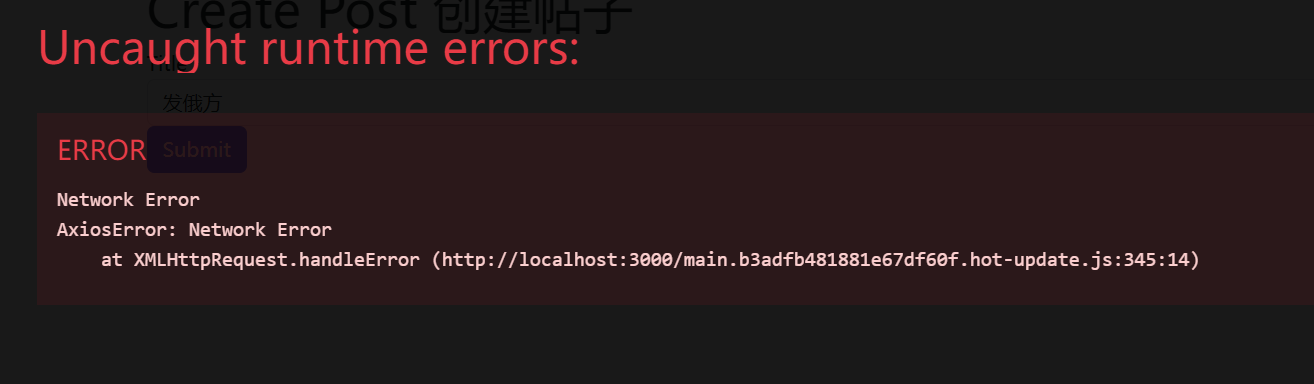 Create Post 创建帖子
Uncaught runtime errors:
Title
发俄方
ERROR
Submit
Network Error
AxiosError: Network Error
at XMLHttpRequest.handleError (http://localhost:3000/main.b3adfb481881e67df60f.hot-update.js:345:14)